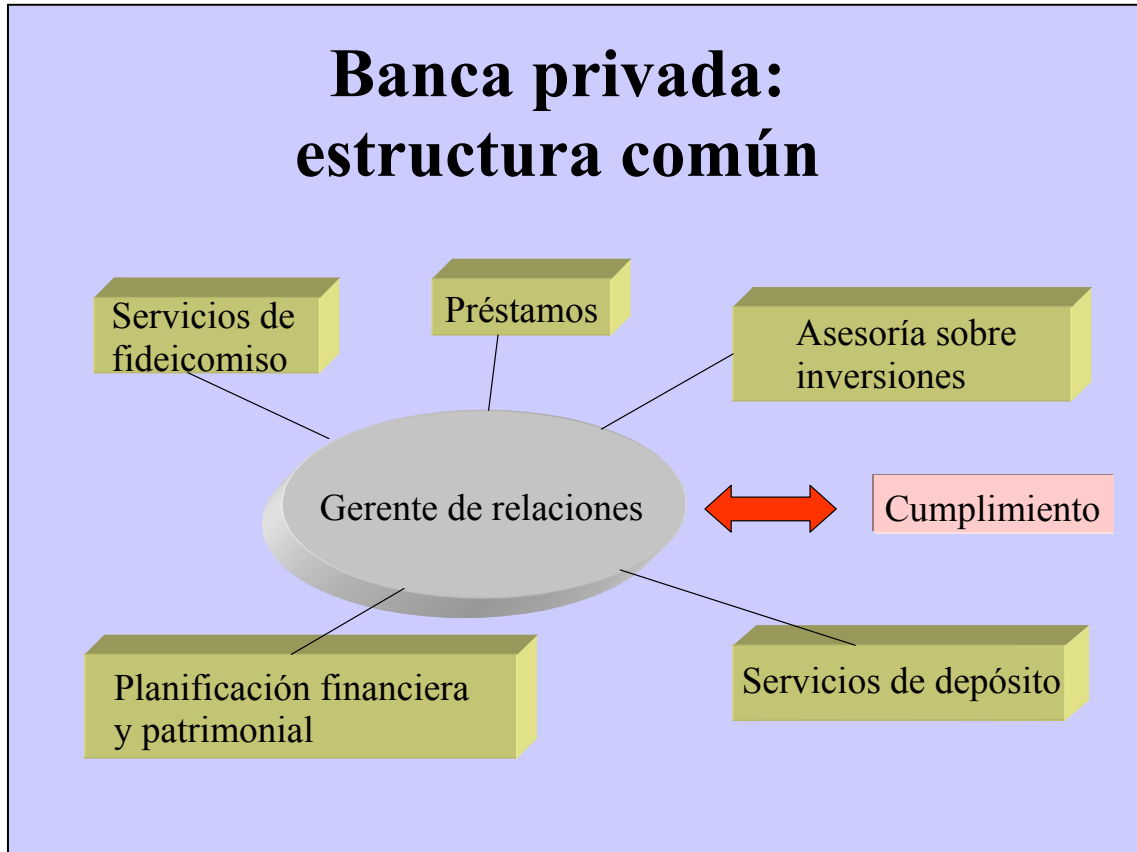 Banca privada:
estructura común
Servicios de
fideicomiso
Préstamos
Asesoría sobre
inversiones
Gerente de relaciones
Cumplimiento
Planificación financiera
y patrimonial
Servicios de depósito